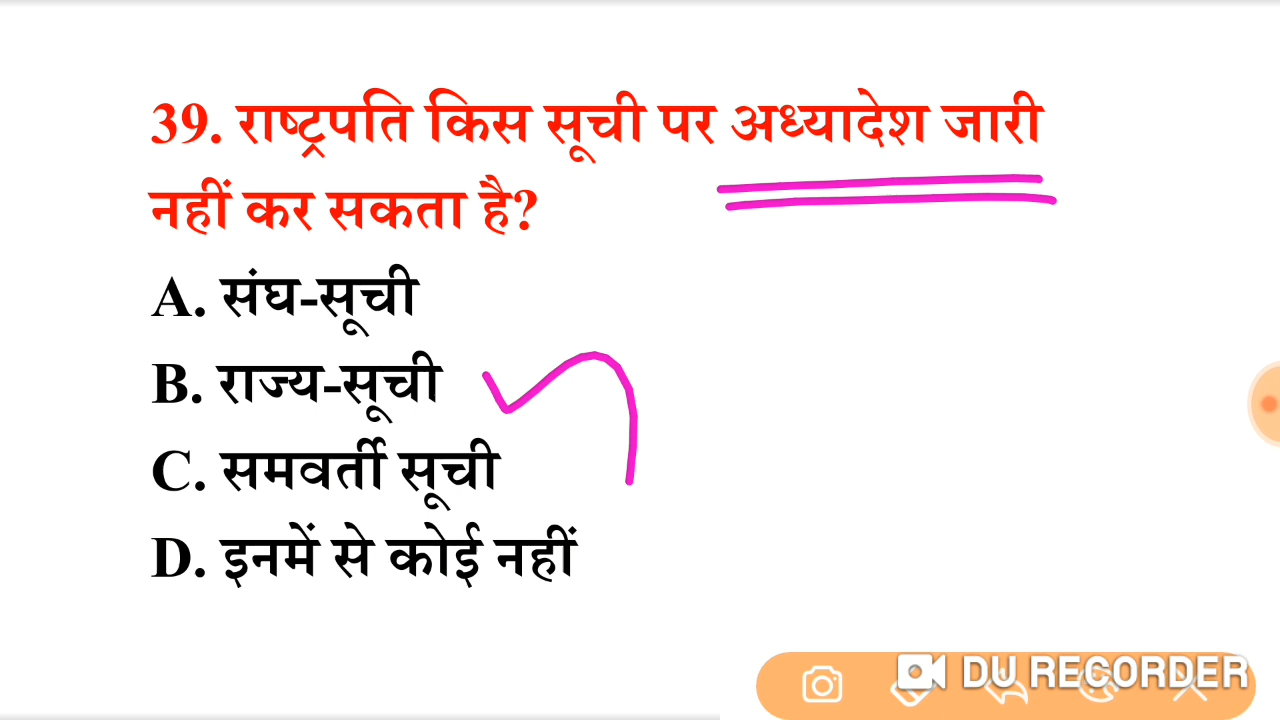 39. राष्ट्रपति किस सूची पर अध्यादेश जारी
नहीं कर सकता है?
A. संघ-सूची
B. राज्य-सूची
C. समवर्ती सूची
D. इनमें से कोई नहीं
DU RECORDER